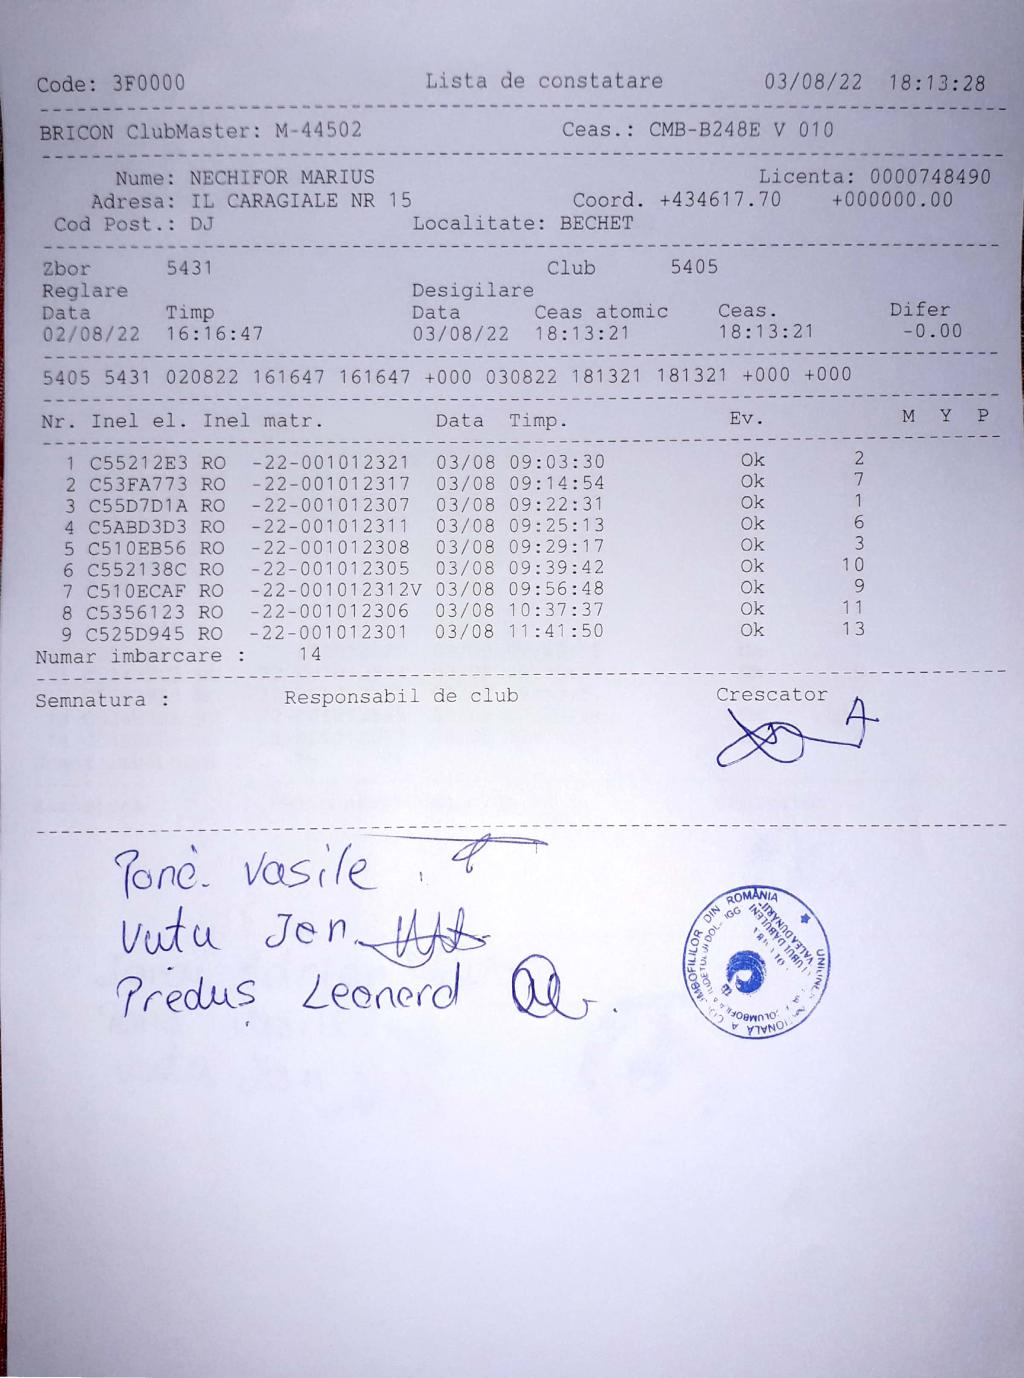 Code: 3F0000 Lista de constatare 03/08/22 18:13:28
BRICON ClubMaster: M-44502 Ceas.: CMB-B248E V 010
Nume: NECHIFOR MARIUS Licenta: 0000748490
Adresa: IL CARAGIALE NR 15 Coord. +434617.70 +000000.00
Cod Post.: DJ Localitate: BECHET
Zbor 5431 Club 5405
Reglare Desigilare
Data Timp Data Ceas atomic Ceas. Difer
02/08/22 16:16:47 03/08/22 18:13:21 18:13:21 -0.00
5405 5431 020822 161647 161647 +000 030822 181321 181321 +000 +000
Nr. Inel el. Inel matr. Data Timp. Ev. M Y P
1 C55212E3 RO -22-001012321 03/08 09:03:30 Ok 2
2 C53FA773 RO -22-001012317 03/08 09:14:54 Ok 7
3 C55D7D1A RO -22-001012307 03/08 09:22:31 Ok 1
4 C5ABD3D3 RO -22-001012311 03/08 09:25:13 Ok 6
5 C510EB56 RO -22-001012308 03/08 09:29:17 Ok 3
6 C552138C RO -22-001012305 03/08 09:39:42 Ok 10
7 C510ECAF RO -22-001012312V 03/08 09:56:48 Ok 9
8 C5356123 RO -22-001012306 03/08 10:37:37 Ok 11
9 C525D945 RO -22-001012301 03/08 11:41:50 Ok 13
Numar imbarcare : 14
Semnatura : Responsabil de club Crescator
Vasile
Vutu Jen
Preduș Leonard
DIN ROMÂNIA